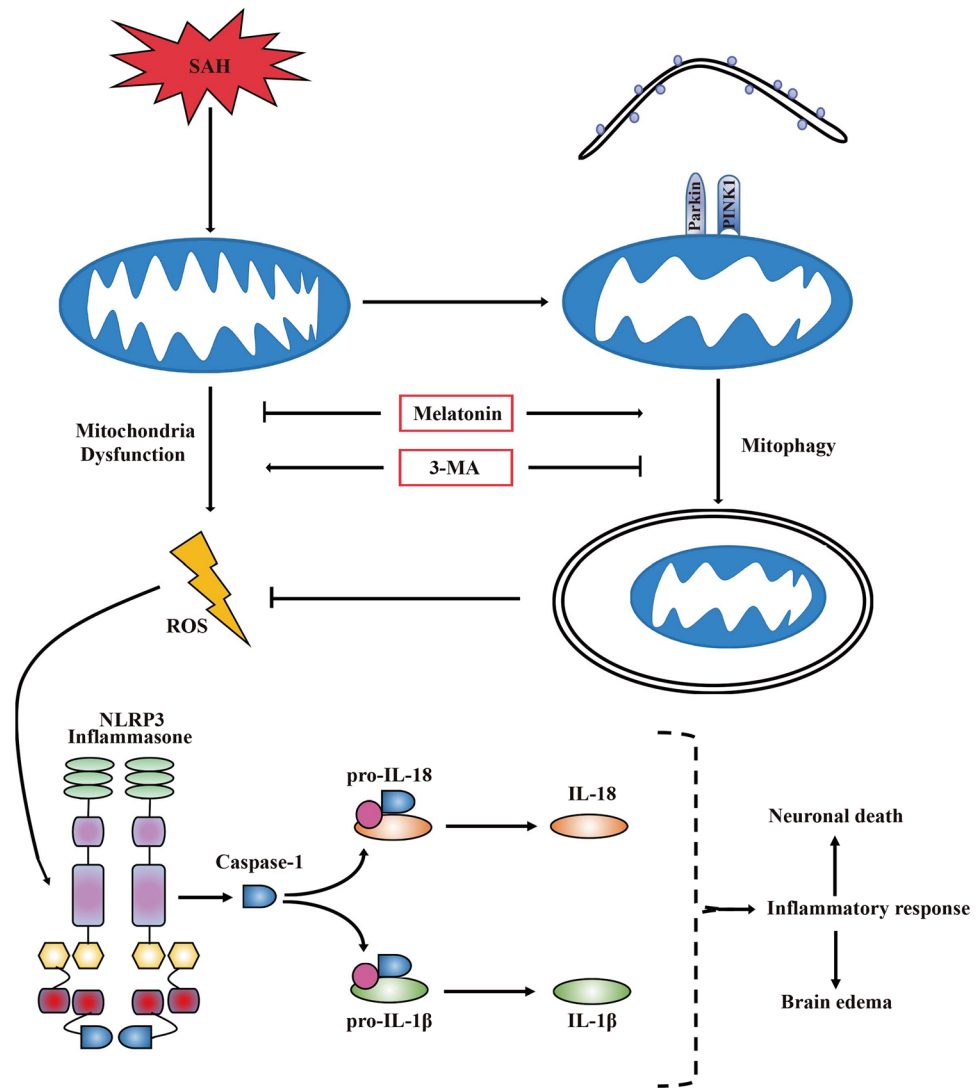 SAH
Parkin
PINK1
Mitochondria
Dysfunction
Melatonin
3-MA
Mitophagy
ROS
NLRP3
Inflammasone
pro-IL-18
IL-18
Caspase-1
pro-IL-1β
IL-1β
Neuronal death
Inflammatory response
Brain edema